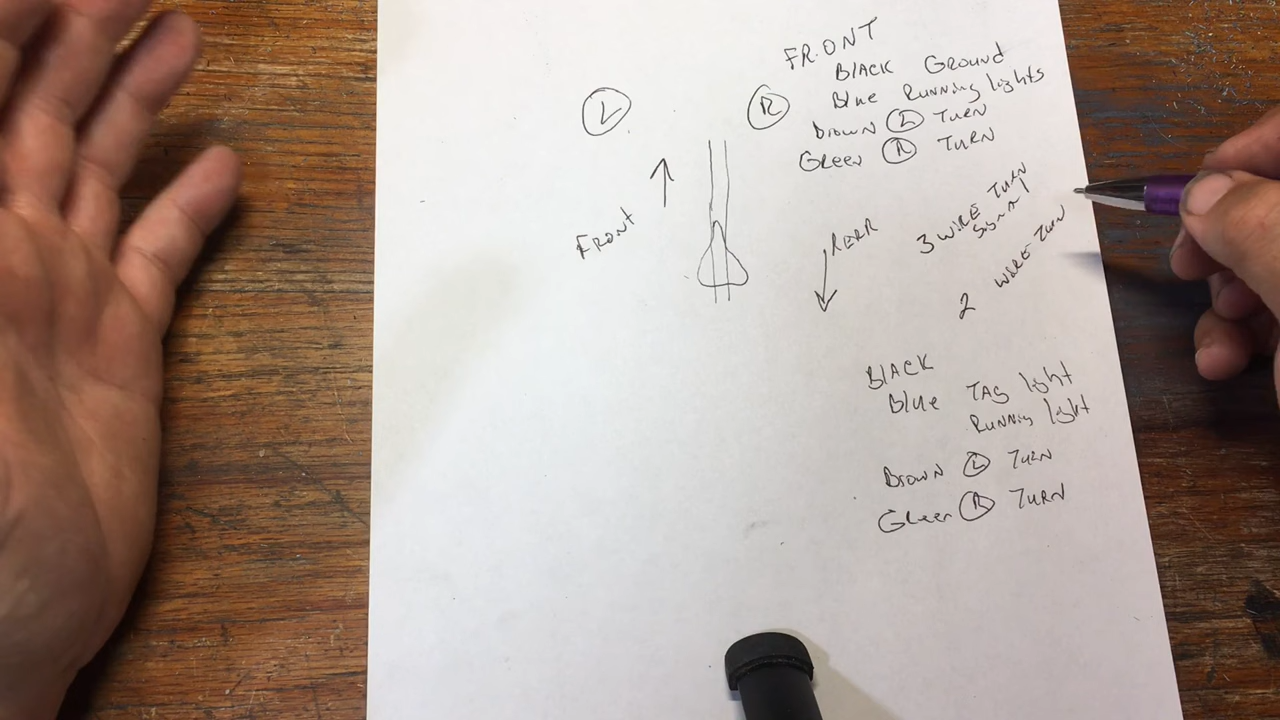 FRONT
BLACK GROUND
Blue RUNNING lights
Brown L TURN
Green R TURN
L
R
FRONT
REAR
3 WIRE TURN
SIGNAL
2 WIRE TURN
BLACK
Blue TAG light
RUNNING light
Brown L TURN
Green R TURN